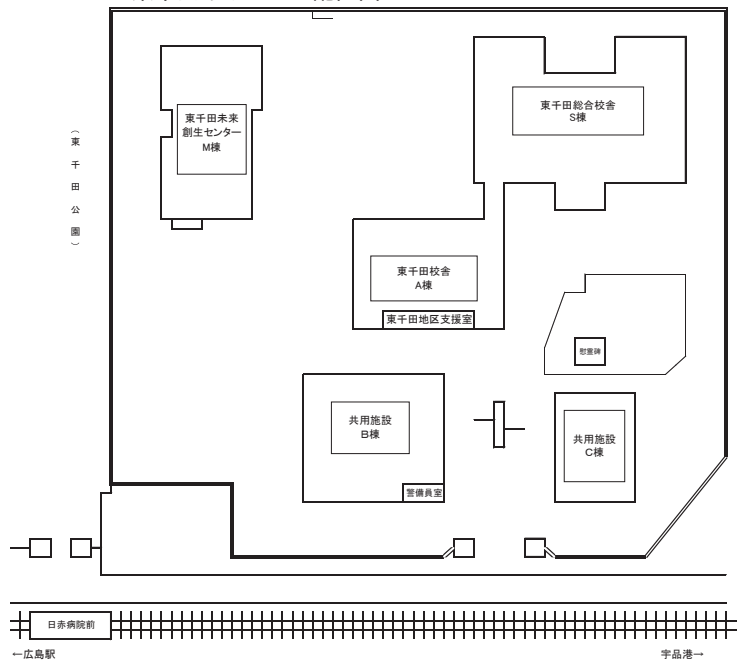 東千田未来
創生センター
M棟
東千田総合校舎
S棟
（東千田公園）
東千田校舎
A棟
東千田地区支援室
慰霊碑
共用施設
B棟
共用施設
C棟
警備員室
日赤病院前
←広島駅
宇品港→